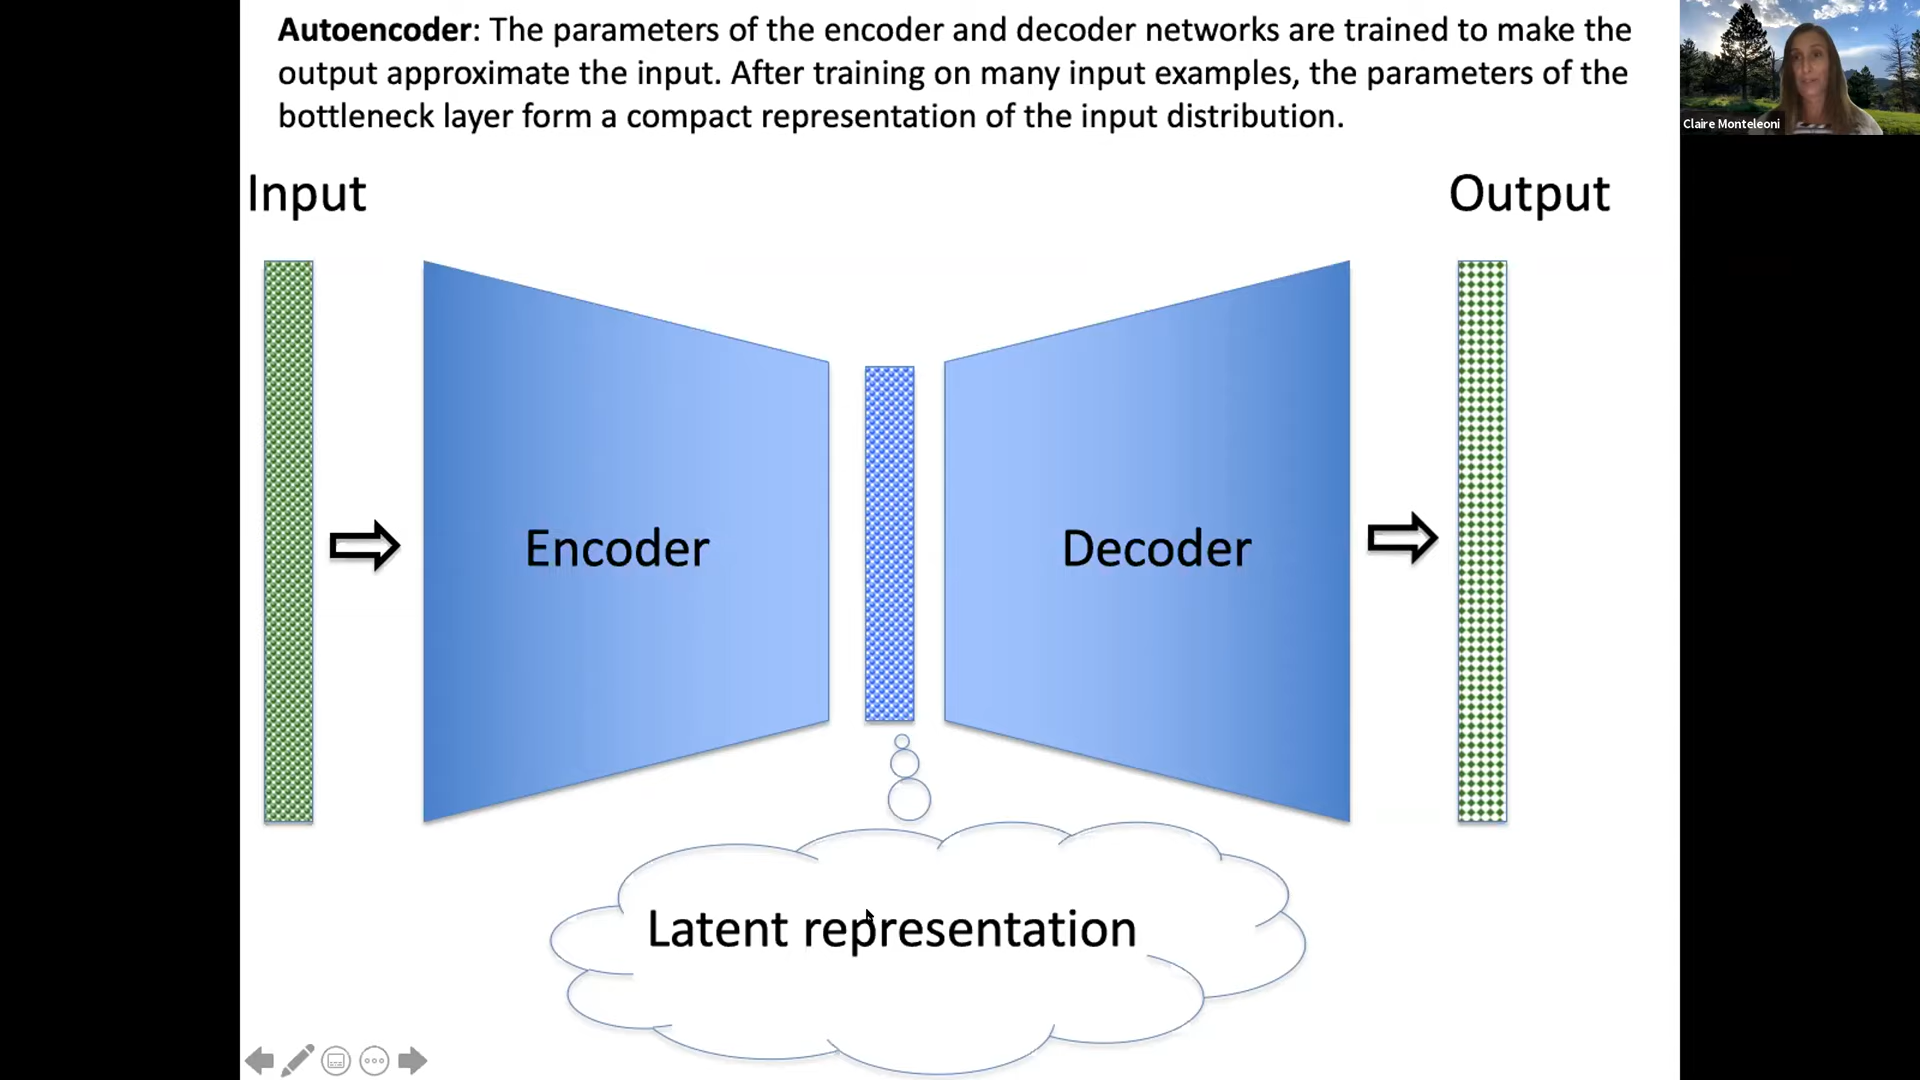 Autoencoder: The parameters of the encoder and decoder networks are trained to make the
output approximate the input. After training on many input examples, the parameters of the
bottleneck layer form a compact representation of the input distribution.
Claire Monteleoni
Input
Output
Encoder
Decoder
Latent representation